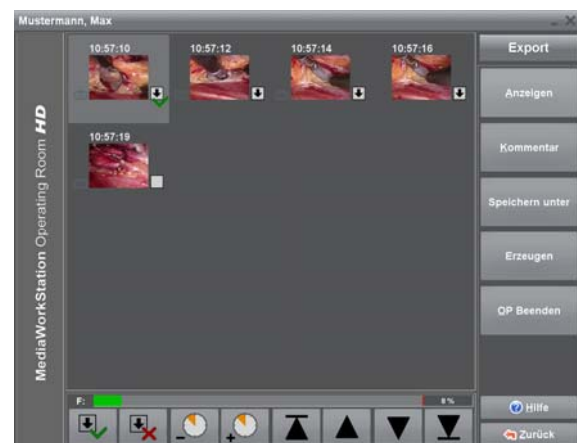 Mustermann, Max
MediaWorkStation Operating Room HD
10:57:10
10:57:12
10:57:14
10:57:16
10:57:19
Export
Anzeigen
Kommentar
Speichern unter
Erzeugen
OP Beenden
F:
8%
Hilfe
Zurück